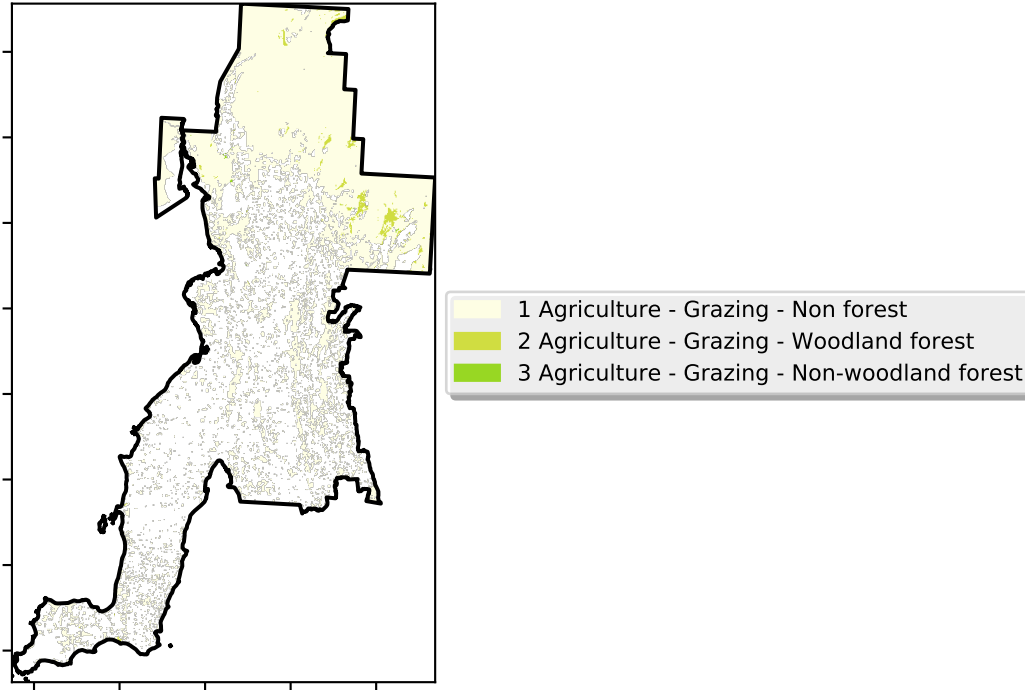 1 Agriculture - Grazing - Non forest
2 Agriculture - Grazing - Woodland forest
3 Agriculture - Grazing - Non-woodland forest